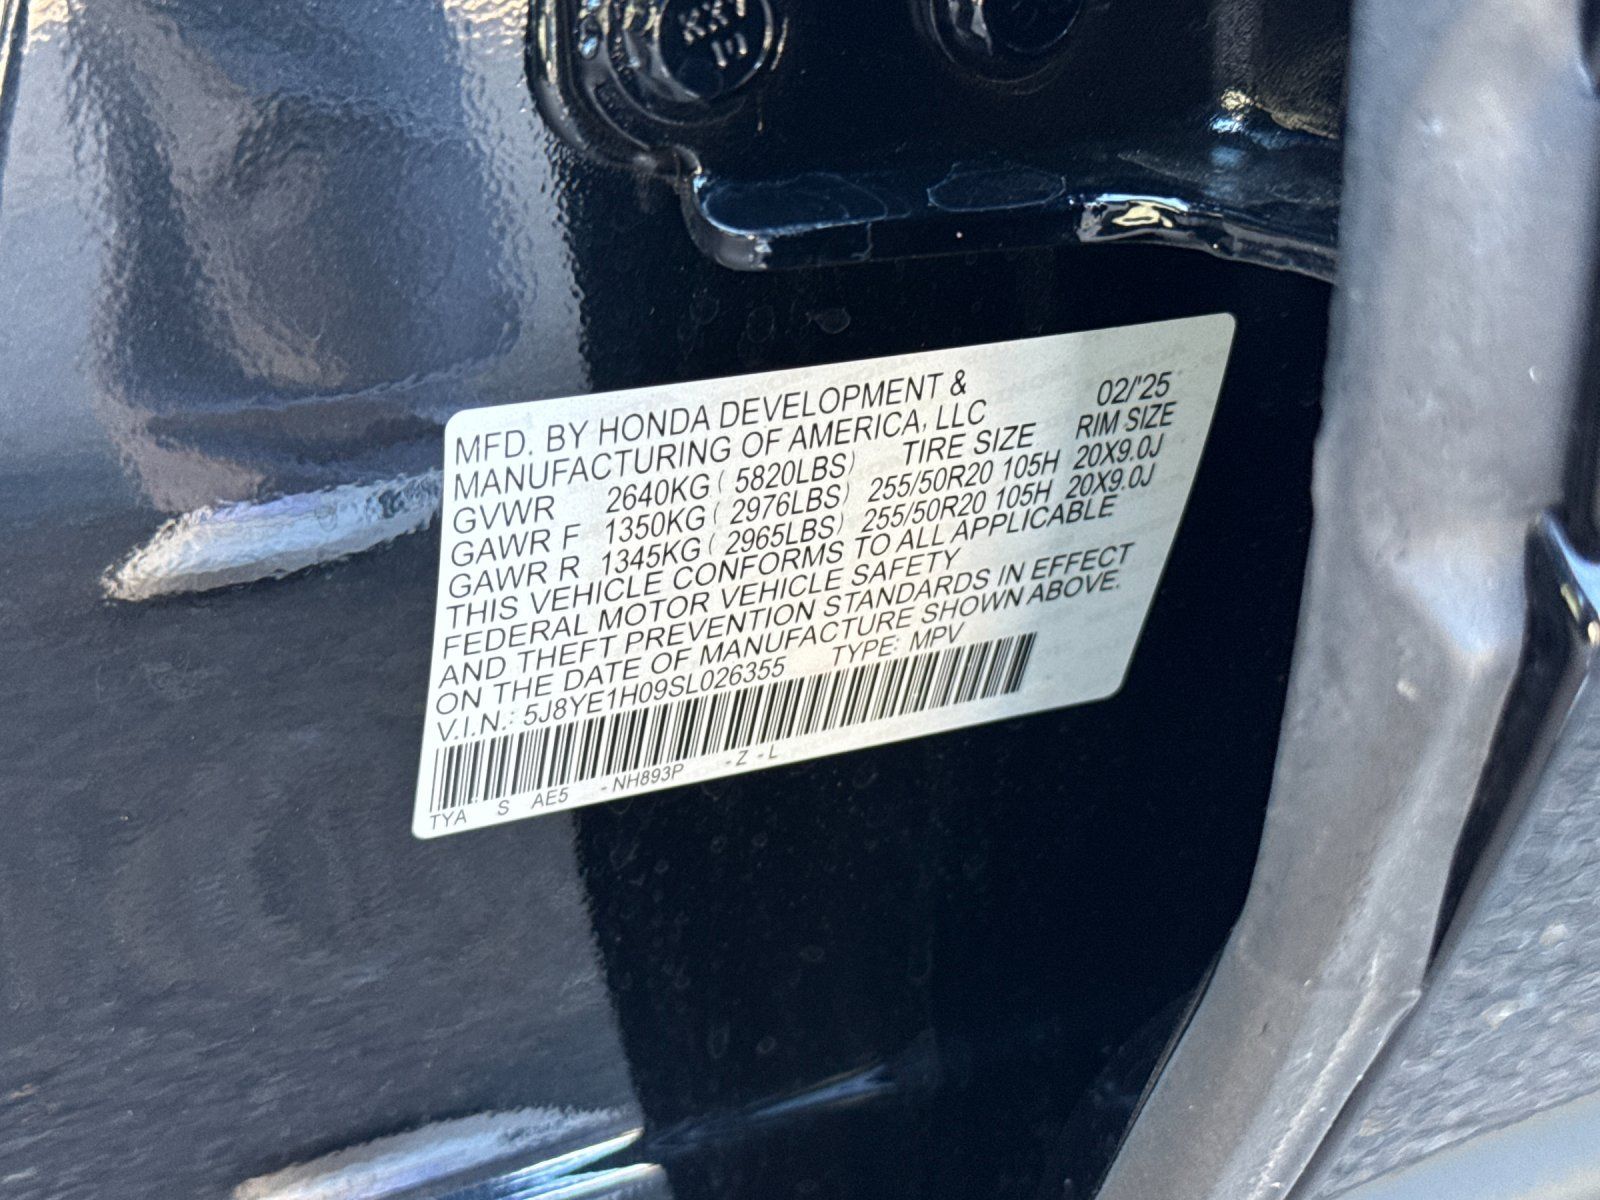 MFD. BY HONDA DEVELOPMENT & 02/'25
MANUFACTURING OF AMERICA, LLC
TIRE SIZE RIM SIZE
GVWR 2640KG ( 5820LBS)
GAWR F 1350KG ( 2976LBS) 255/50R20 105H 20X9.0J
GAWR R 1345KG ( 2965LBS) 255/50R20 105H 20X9.0J
THIS VEHICLE CONFORMS TO ALL APPLICABLE
FEDERAL MOTOR VEHICLE SAFETY
AND THEFT PREVENTION STANDARDS IN EFFECT
ON THE DATE OF MANUFACTURE SHOWN ABOVE.
V.I.N.: 5J8YE1H09SL026355 TYPE: MPV
TYA S AE5 - NH893P - Z - L